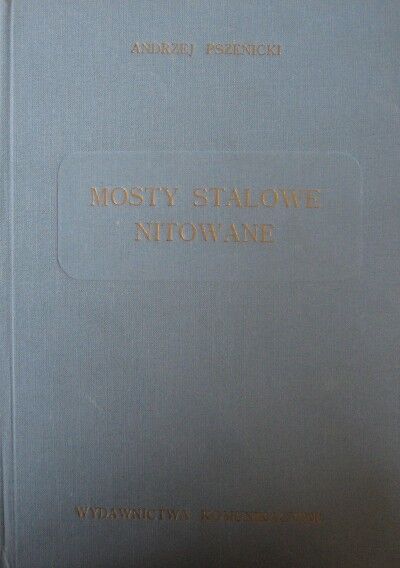 ANDRZEJ PSZENICKI
MOSTY STALOWE
NITOWANE
WYDAWNICTWA KOMUNIKACYJNE